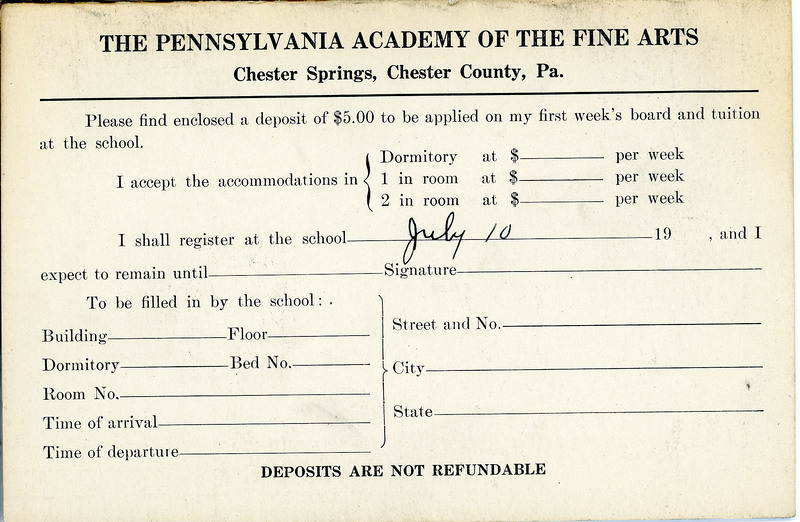 THE PENNSYLVANIA ACADEMY OF THE FINE ARTS
Chester Springs, Chester County, Pa.
Please find enclosed a deposit of $5.00 to be applied on my first week's board and tuition
at the school.
I accept the accommodations in { Dormitory at $ per week
1 in room at $ per week
2 in room at $ per week
I shall register at the school July 10 19 , and I
expect to remain until Signature
To be filled in by the school: .
Building Floor
Dormitory Bed No.
Room No.
Time of arrival
Time of departure
Street and No.
City
State
DEPOSITS ARE NOT REFUNDABLE